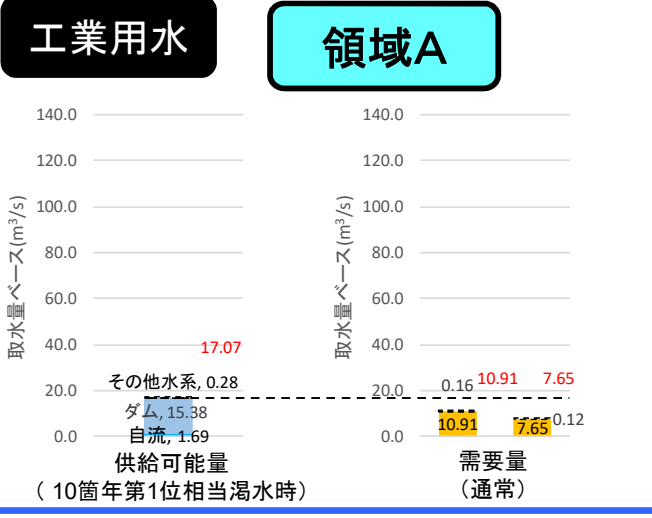 工業用水
領域A
取水量ベース(m³/s)
140.0
120.0
100.0
80.0
60.0
40.0
20.0
0.0
17.07
その他水系, 0.28
ダム, 15.38
自流, 1.69
供給可能量
（ 10箇年第1位相当渇水時）
取水量ベース(m³/s)
140.0
120.0
100.0
80.0
60.0
40.0
20.0
0.0
0.16
10.91
7.65
10.91
7.65
0.12
需要量
（通常）